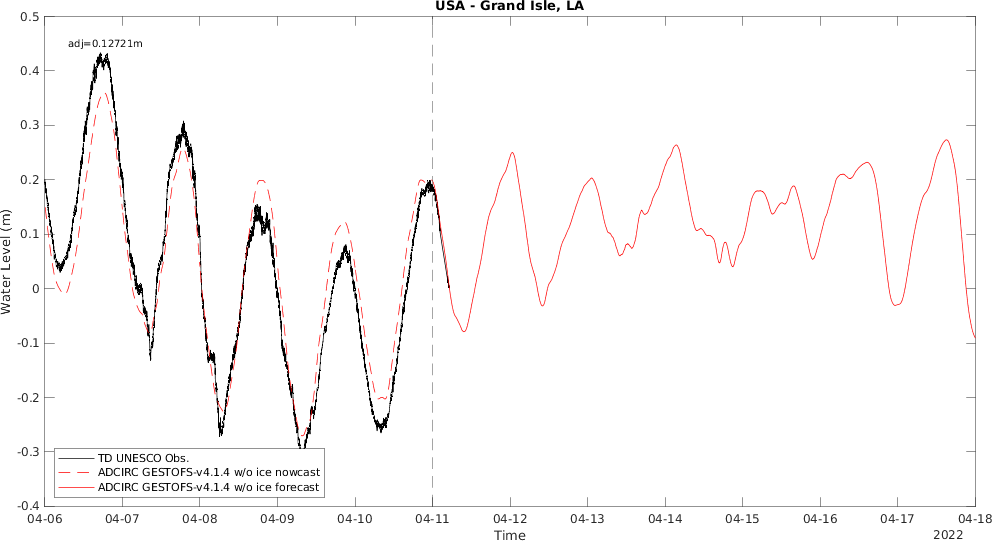 USA - Grand Isle, LA
adj=0.12721m
0.5
0.4
0.3
0.2
0.1
0
-0.1
-0.2
-0.3
-0.4
Water Level (m)
TD UNESCO Obs.
ADCIRC GESTOFS-v4.1.4 w/o ice nowcast
ADCIRC GESTOFS-v4.1.4 w/o ice forecast
04-06 04-07 04-08 04-09 04-10 04-11 04-12 04-13 04-14 04-15 04-16 04-17 04-18
Time
2022